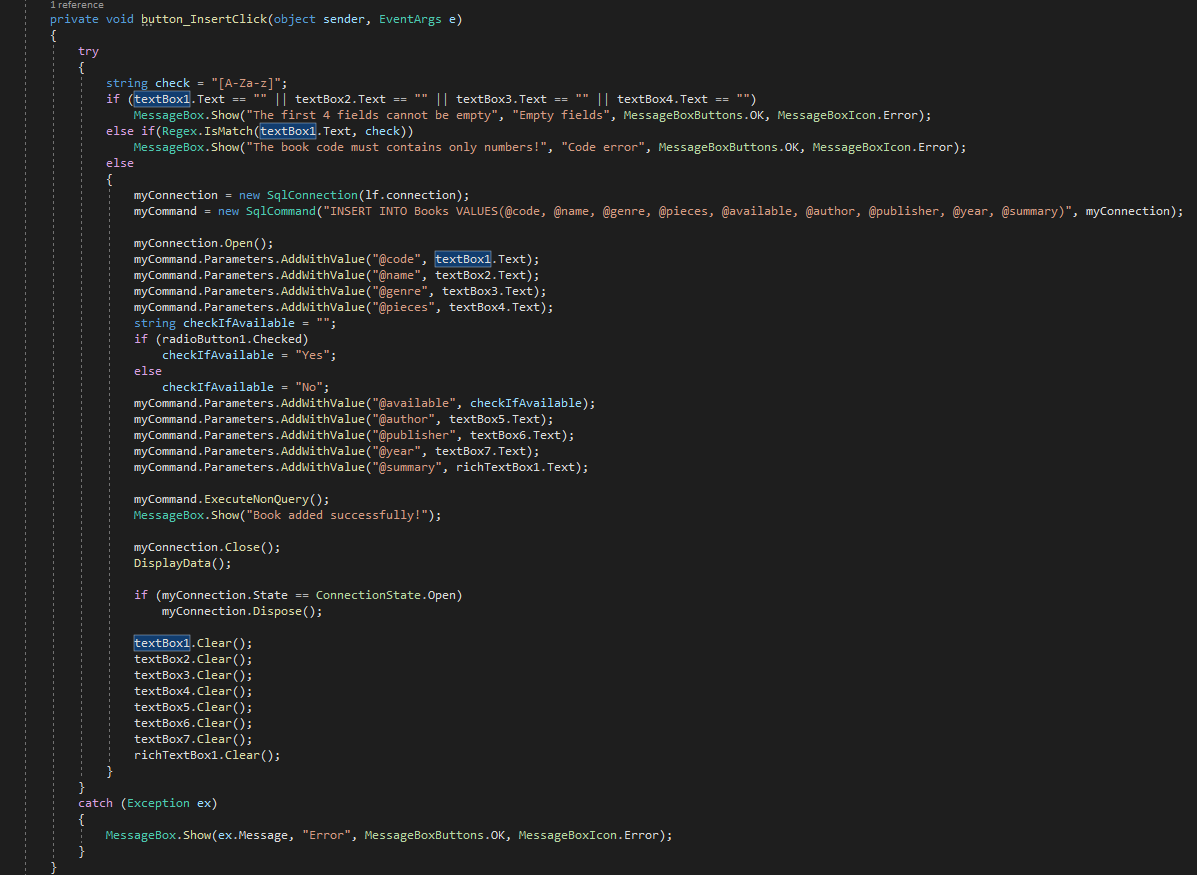 1 reference
private void button_InsertClick(object sender, EventArgs e)
{
try
{
string check = "[A-Za-z]";
if (textBox1.Text == "" || textBox2.Text == "" || textBox3.Text == "" || textBox4.Text == "")
MessageBox.Show("The first 4 fields cannot be empty", "Empty fields", MessageBoxButtons.OK, MessageBoxIcon.Error);
else if(Regex.IsMatch(textBox1.Text, check))
MessageBox.Show("The book code must contains only numbers!", "Code error", MessageBoxButtons.OK, MessageBoxIcon.Error);
else
{
myConnection = new SqlConnection(lf.connection);
myCommand = new SqlCommand("INSERT INTO Books VALUES(@code, @name, @genre, @pieces, @available, @author, @publisher, @year, @summary)", myConnection);
myConnection.Open();
myCommand.Parameters.AddWithValue("@code", textBox1.Text);
myCommand.Parameters.AddWithValue("@name", textBox2.Text);
myCommand.Parameters.AddWithValue("@genre", textBox3.Text);
myCommand.Parameters.AddWithValue("@pieces", textBox4.Text);
string checkIfAvailable = "";
if (radioButton1.Checked)
checkIfAvailable = "Yes";
else
checkIfAvailable = "No";
myCommand.Parameters.AddWithValue("@available", checkIfAvailable);
myCommand.Parameters.AddWithValue("@author", textBox5.Text);
myCommand.Parameters.AddWithValue("@publisher", textBox6.Text);
myCommand.Parameters.AddWithValue("@year", textBox7.Text);
myCommand.Parameters.AddWithValue("@summary", richTextBox1.Text);
myCommand.ExecuteNonQuery();
MessageBox.Show("Book added successfully!");
myConnection.Close();
DisplayData();
if (myConnection.State == ConnectionState.Open)
myConnection.Dispose();
textBox1.Clear();
textBox2.Clear();
textBox3.Clear();
textBox4.Clear();
textBox5.Clear();
textBox6.Clear();
textBox7.Clear();
richTextBox1.Clear();
}
}
catch (Exception ex)
{
MessageBox.Show(ex.Message, "Error", MessageBoxButtons.OK, MessageBoxIcon.Error);
}
}